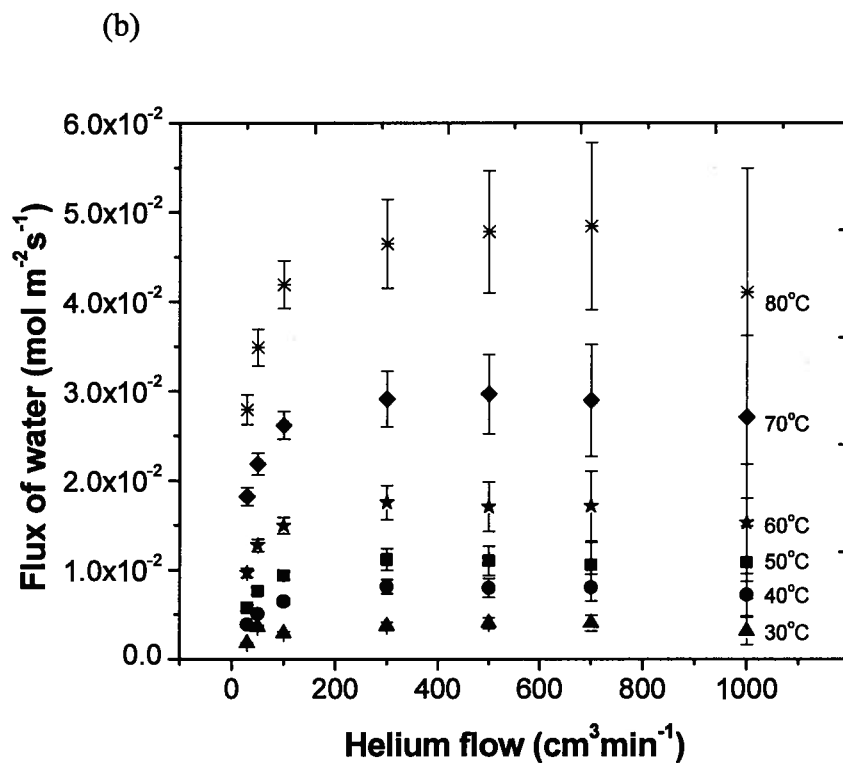 (b)
6.0x10⁻²
5.0x10⁻²
4.0x10⁻²
3.0x10⁻²
2.0x10⁻²
1.0x10⁻²
0.0
Flux of water (mol m⁻²s⁻¹)
80°C
70°C
60°C
50°C
40°C
30°C
0 200 400 600 800 1000
Helium flow (cm³min⁻¹)